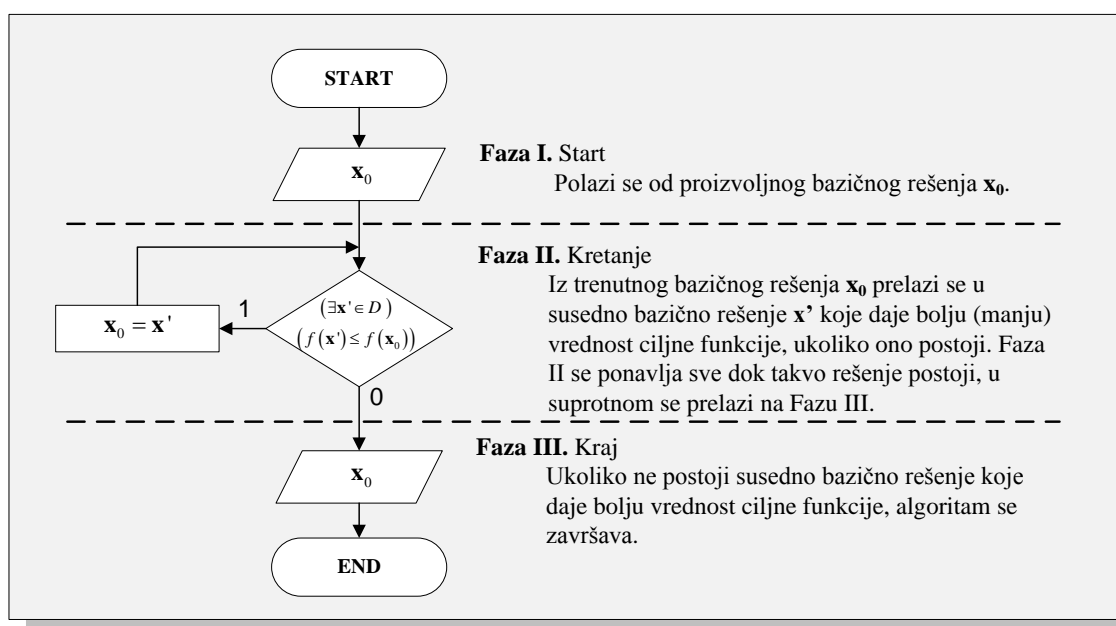 START
x₀
Faza I. Start
Polazi se od proizvoljnog bazičnog rešenja x₀.
Faza II. Kretanje
Iz trenutnog bazičnog rešenja x₀ prelazi se u
susedno bazično rešenje x’ koje daje bolju (manju)
vrednost ciljne funkcije, ukoliko ono postoji. Faza
II se ponavlja sve dok takvo rešenje postoji, u
suprotnom se prelazi na Fazu III.
x₀ = x'
1
(∃x' ∈ D)
(f(x') ≤ f(x₀))
0
Faza III. Kraj
Ukoliko ne postoji susedno bazično rešenje koje
daje bolju vrednost ciljne funkcije, algoritam se
završava.
x₀
END